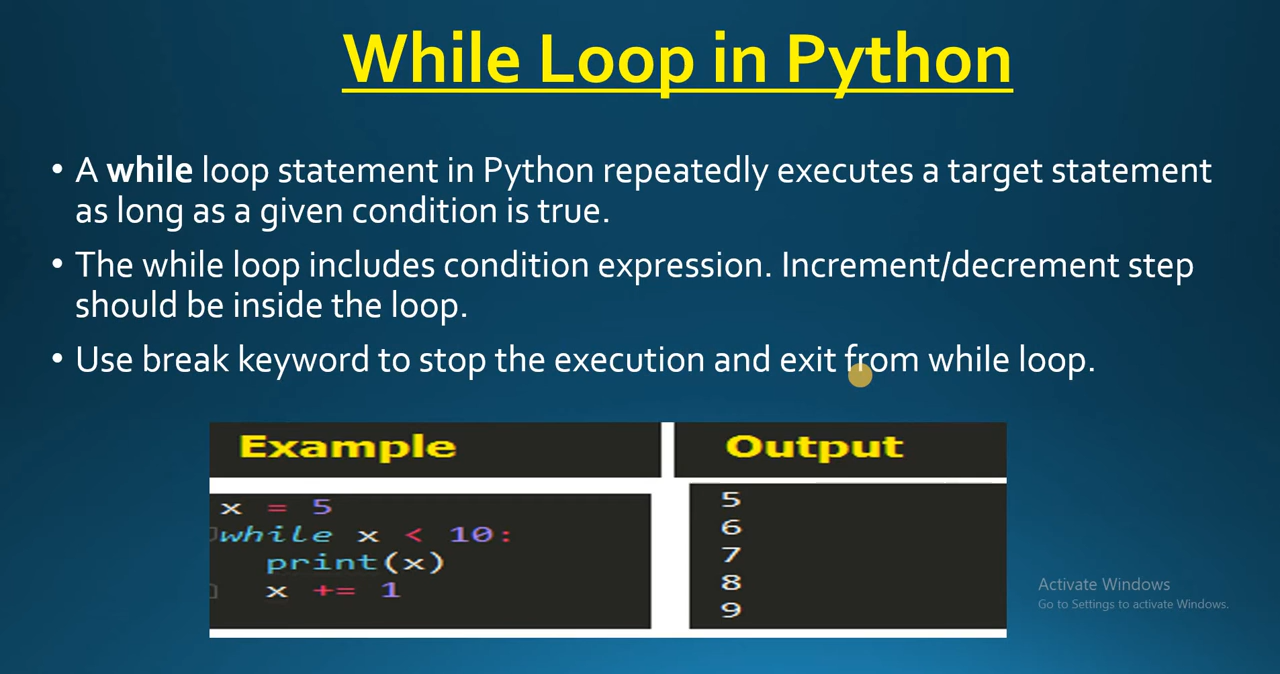 While Loop in Python
• A while loop statement in Python repeatedly executes a target statement
as long as a given condition is true.
• The while loop includes condition expression. Increment/decrement step
should be inside the loop.
• Use break keyword to stop the execution and exit from while loop.
Example
x = 5
while x < 10:
print(x)
x += 1
Output
5
6
7
8
9
Activate Windows
Go to Settings to activate Windows.